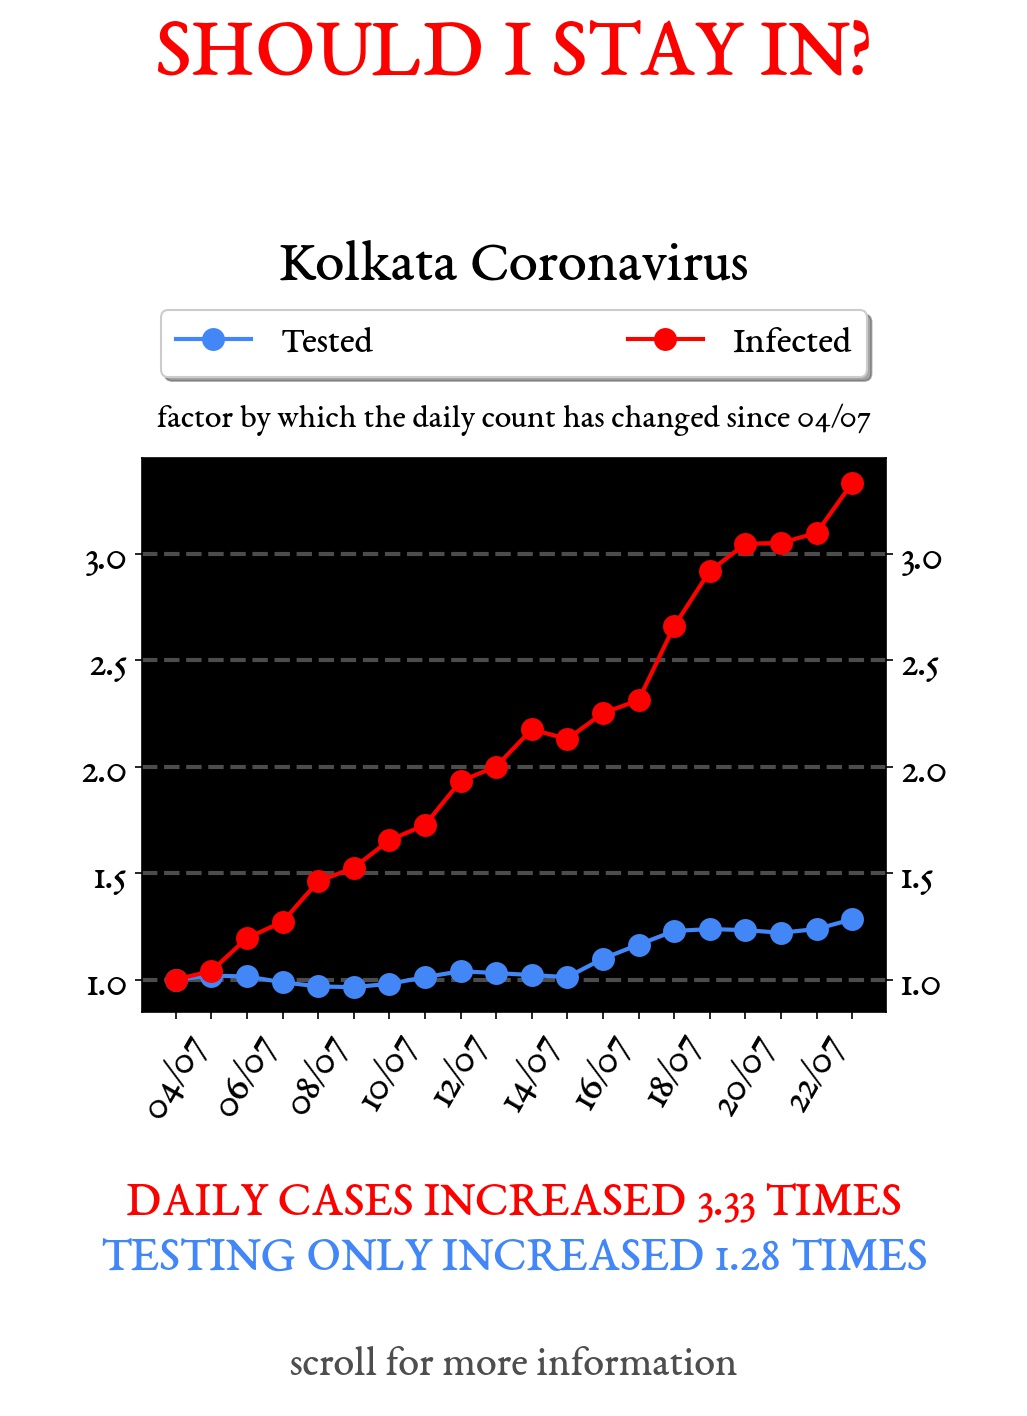 SHOULD I STAY IN?
Kolkata Coronavirus
Tested Infected
factor by which the daily count has changed since 04/07
3.0 3.0
2.5 2.5
2.0 2.0
1.5 1.5
1.0 1.0
04/07 06/07 08/07 10/07 12/07 14/07 16/07 18/07 20/07 22/07
DAILY CASES INCREASED 3.33 TIMES
TESTING ONLY INCREASED 1.28 TIMES
scroll for more information